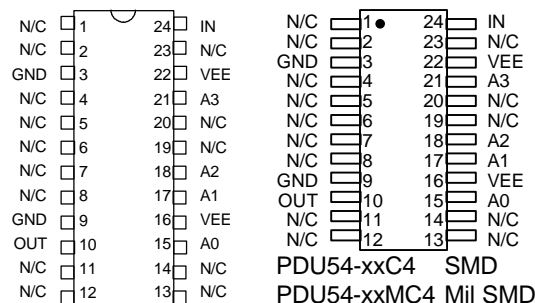 N/C 1 24 IN
N/C 2 23 N/C
GND 3 22 VEE
N/C 4 21 A3
N/C 5 20 N/C
N/C 6 19 N/C
N/C 7 18 A2
N/C 8 17 A1
GND 9 16 VEE
OUT 10 15 A0
N/C 11 14 N/C
N/C 12 13 N/C
N/C 1 24 IN
N/C 2 23 N/C
GND 3 22 VEE
N/C 4 21 A3
N/C 5 20 N/C
N/C 6 19 N/C
N/C 7 18 A2
N/C 8 17 A1
GND 9 16 VEE
OUT 10 15 A0
N/C 11 14 N/C
N/C 12 13 N/C
PDU54-xxC4 SMD
PDU54-xxMC4 Mil SMD